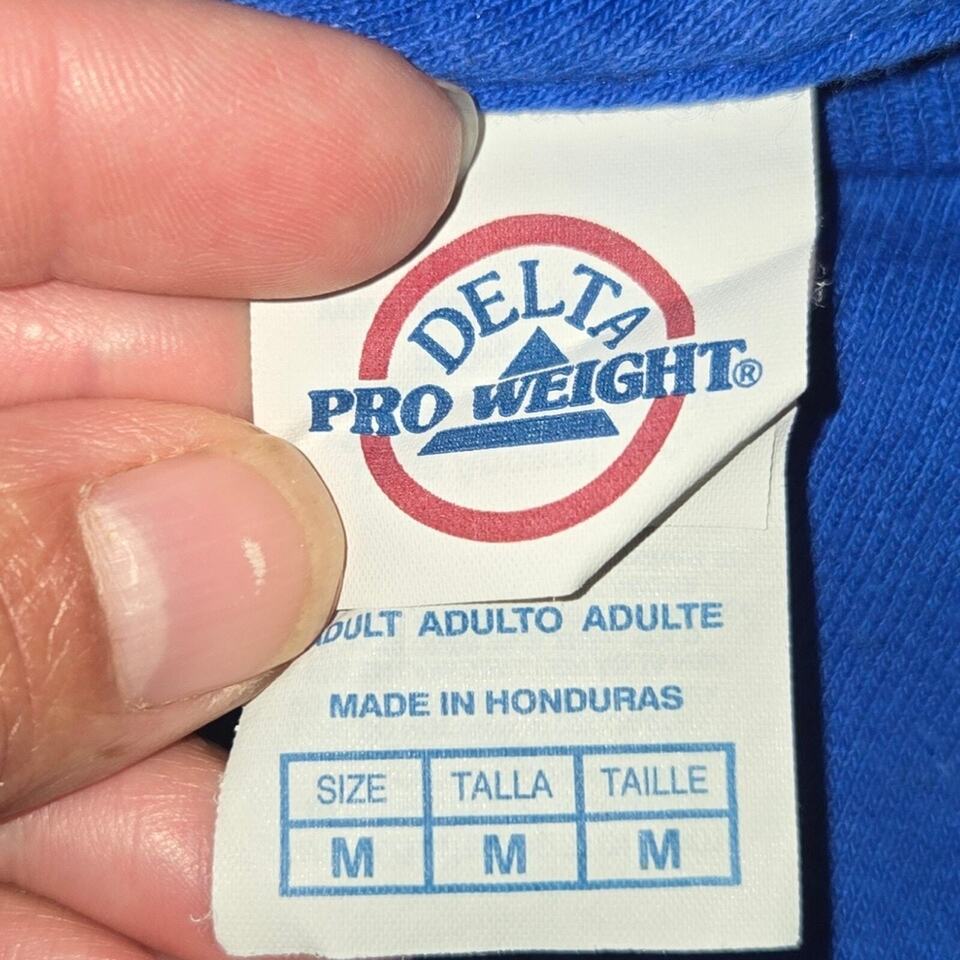 DELTA
PRO WEIGHT®
ADULT ADULTO ADULTE
MADE IN HONDURAS
SIZE TALLA TAILLE
M M M